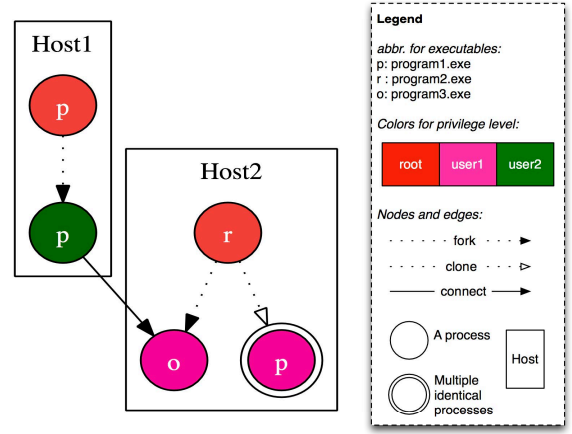 Host1
p
p
Host2
r
o
p
Legend
abbr. for executables:
p: program1.exe
r : program2.exe
o: program3.exe
Colors for privilege level:
root user1 user2
Nodes and edges:
fork
clone
connect
A process
Host
Multiple
identical
processes